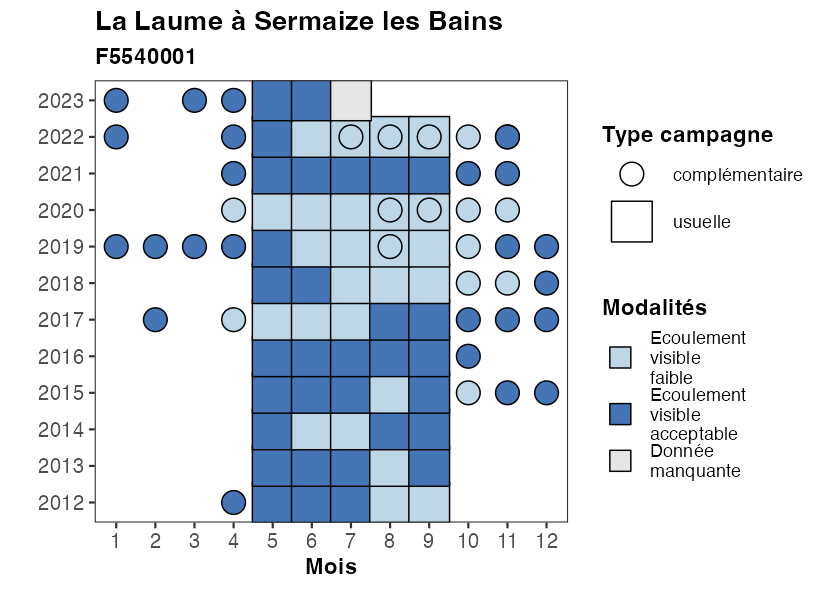 La Laume à Sermaize les Bains
F5540001
2023
2022
2021
2020
2019
2018
2017
2016
2015
2014
2013
2012
1 2 3 4 5 6 7 8 9 10 11 12
Mois
Type campagne
complémentaire
usuelle
Modalités
Ecoulement
visible
faible
Ecoulement
visible
acceptable
Donnée
manquante